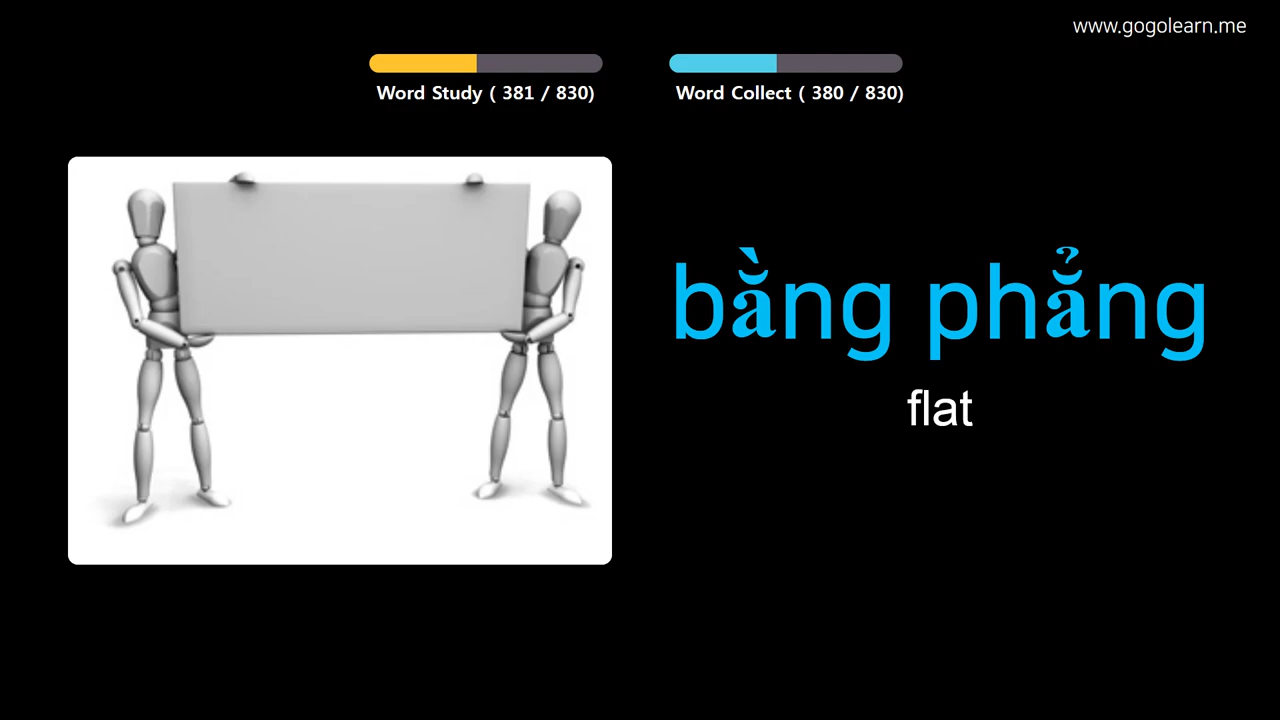 www.gogolearn.me
Word Study ( 381 / 830)
Word Collect ( 380 / 830)
bằng phẳng
flat